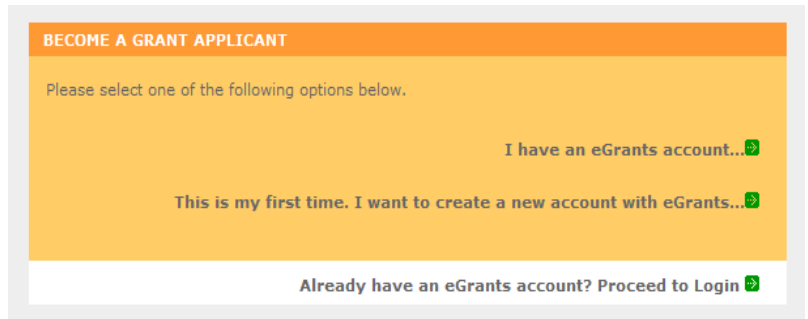 BECOME A GRANT APPLICANT
Please select one of the following options below.
I have an eGrants account...
This is my first time. I want to create a new account with eGrants...
Already have an eGrants account? Proceed to Login